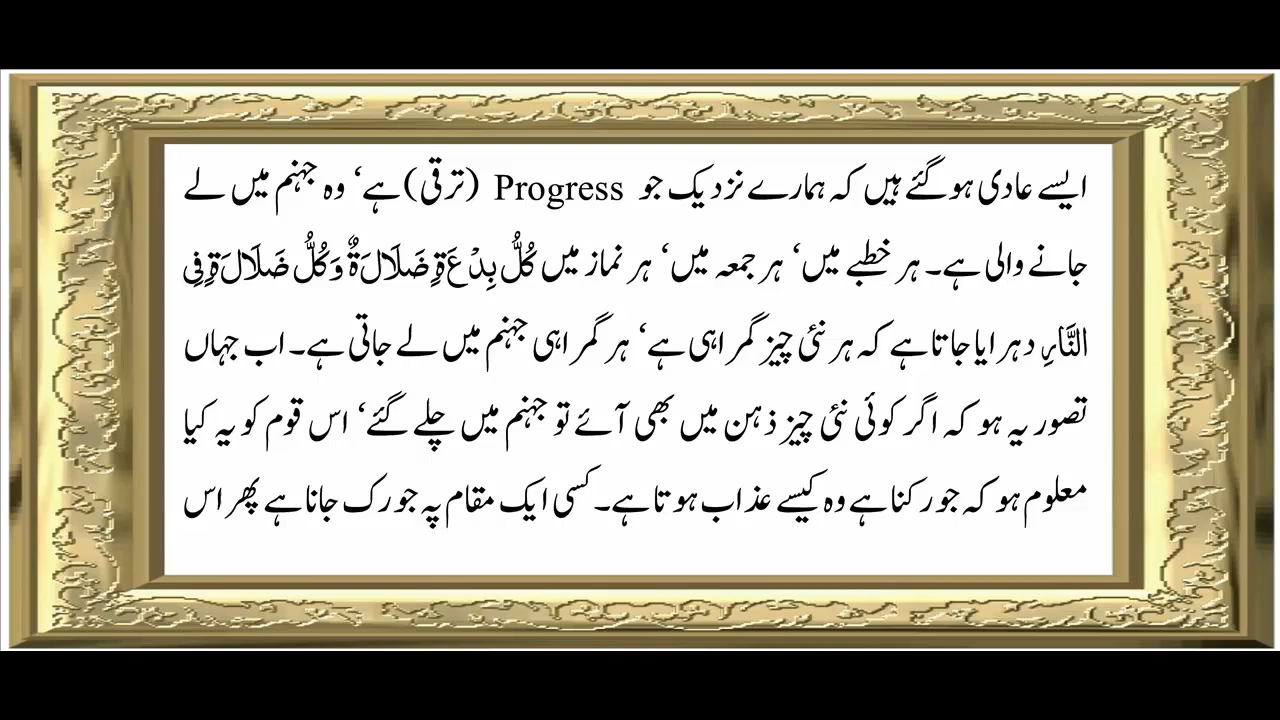 ایسے عادی ہوگئے ہیں کہ ہمارے نزدیک جو Progress (ترقی) ہے‘ وہ جہنم میں لے
جانے والی ہے۔ ہر خطبے میں‘ ہر جمعہ میں‘ ہر نماز میں کُلُّ بِدْعَةٍ ضَلَالَةٌ وَكُلُّ ضَلَالَةٍ فِی
النَّارِ دہرایا جاتا ہے کہ ہر نئی چیز گمراہی ہے‘ ہر گمراہی جہنم میں لے جاتی ہے۔ اب جہاں
تصور یہ ہو کہ اگر کوئی نئی چیز ذہن میں بھی آئے تو جہنم میں چلے گئے‘ اس قوم کو یہ کیا
معلوم ہو کہ جو رکنا ہے وہ کیسے عذاب ہوتا ہے۔ کسی ایک مقام پہ جو رک جانا ہے پھر اس